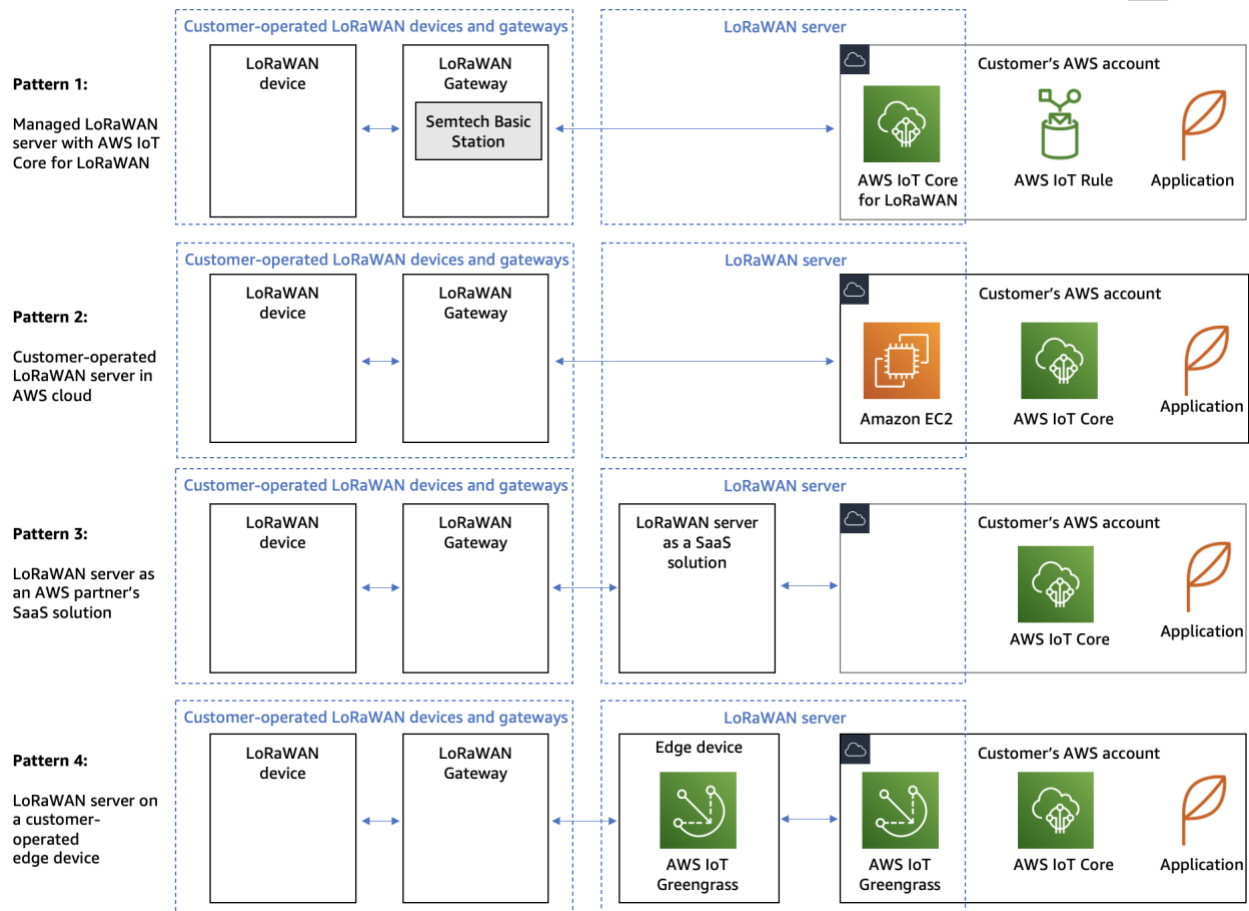 Customer-operated LoRaWAN devices and gateways
LoRaWAN server
Pattern 1:
Managed LoRaWAN
server with AWS IoT
Core for LoRaWAN
LoRaWAN
device
LoRaWAN
Gateway
Semtech Basic
Station
Customer's AWS account
AWS IoT Core
for LoRaWAN
AWS IoT Rule
Application
Customer-operated LoRaWAN devices and gateways
LoRaWAN server
Pattern 2:
Customer-operated
LoRaWAN server in
AWS cloud
LoRaWAN
device
LoRaWAN
Gateway
Customer's AWS account
Amazon EC2
AWS IoT Core
Application
Customer-operated LoRaWAN devices and gateways
LoRaWAN server
Pattern 3:
LoRaWAN server as
an AWS partner's
SaaS solution
LoRaWAN
device
LoRaWAN
Gateway
LoRaWAN server
as a SaaS
solution
Customer's AWS account
AWS IoT Core
Application
Customer-operated LoRaWAN devices and gateways
LoRaWAN server
Pattern 4:
LoRaWAN server on
a customer-
operated
edge device
LoRaWAN
device
LoRaWAN
Gateway
Edge device
AWS IoT
Greengrass
Customer's AWS account
AWS IoT
Greengrass
AWS IoT Core
Application